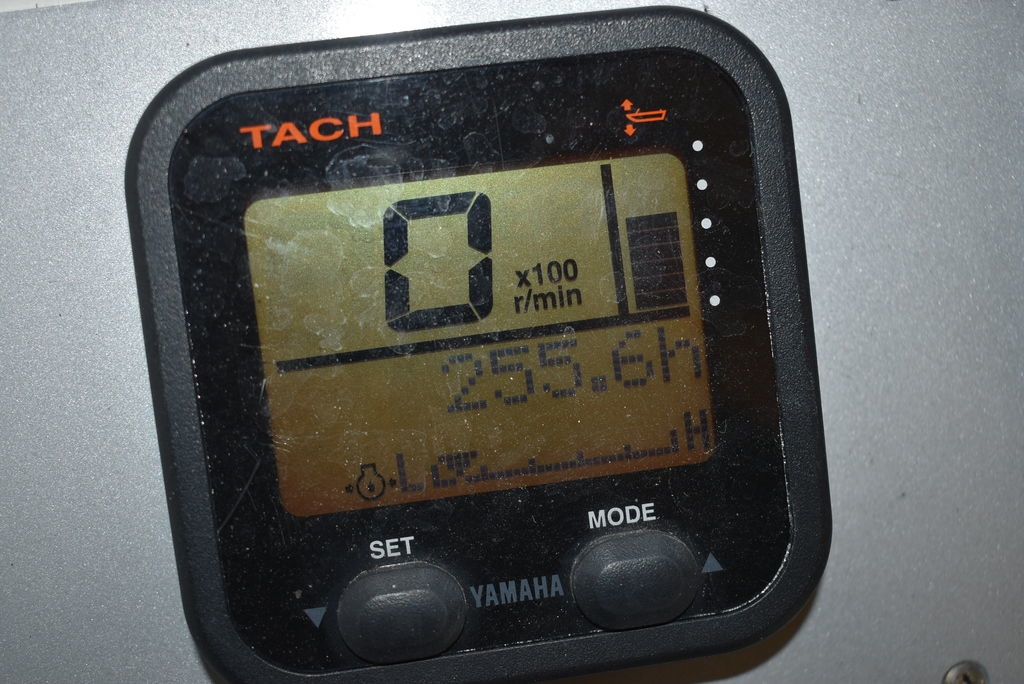 TACH
0 x100
r/min
255.6h
L H
SET MODE
YAMAHA